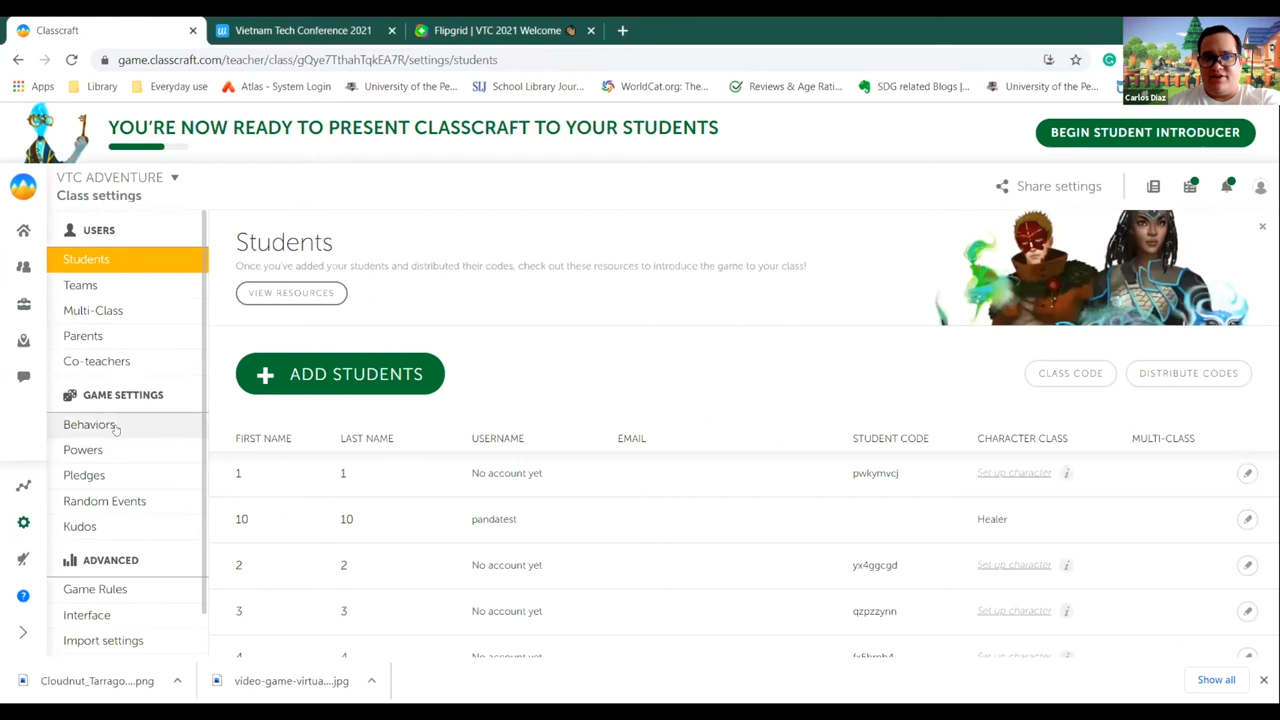 Classcraft
Vietnam Tech Conference 2021
Flipgrid | VTC 2021 Welcome
game.classcraft.com/teacher/class/gQye7TthahTqkEA7R/settings/students
Apps
Library
Everyday use
Atlas - System Login
University of the Pe...
School Library Jour...
WorldCat.org: The...
Reviews & Age Rati...
SDG related Blogs |...
University of the Pe...
Carlos Diaz
YOU'RE NOW READY TO PRESENT CLASSCRAFT TO YOUR STUDENTS
BEGIN STUDENT INTRODUCER
VTC ADVENTURE
Class settings
Share settings
USERS
Students
Teams
Multi-Class
Parents
Co-teachers
GAME SETTINGS
Behaviors
Powers
Pledges
Random Events
Kudos
ADVANCED
Game Rules
Interface
Import settings
Students
Once you've added your students and distributed their codes, check out these resources to introduce the game to your class!
VIEW RESOURCES
+ ADD STUDENTS
CLASS CODE
DISTRIBUTE CODES
FIRST NAME LAST NAME USERNAME EMAIL STUDENT CODE CHARACTER CLASS MULTI-CLASS
1 1 No account yet pwkymvcj Set up character
10 10 pandatest Healer
2 2 No account yet yx4ggcgd Set up character
3 3 No account yet qzpzzynn Set up character
4 4 No account yet Set up character
Cloudnut_Tarrago....png
video-game-virtua....jpg
Show all